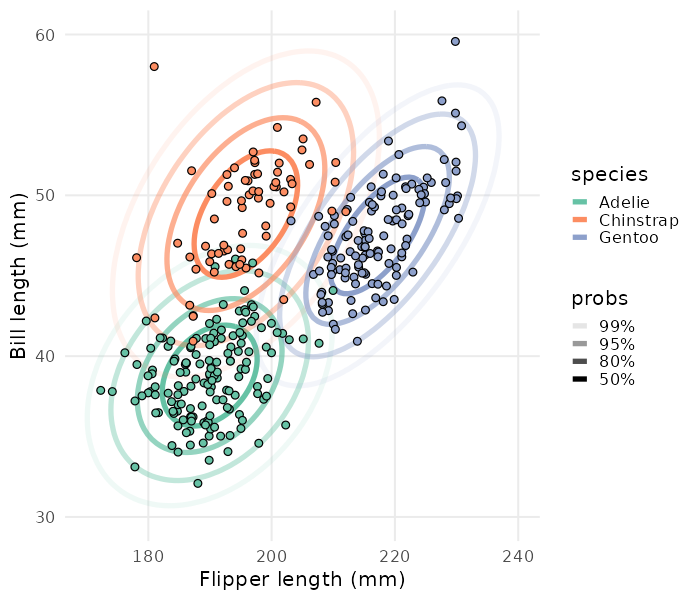 60
50
40
30
Bill length (mm)
180 200 220 240
Flipper length (mm)
species
Adelie
Chinstrap
Gentoo
probs
99%
95%
80%
50%